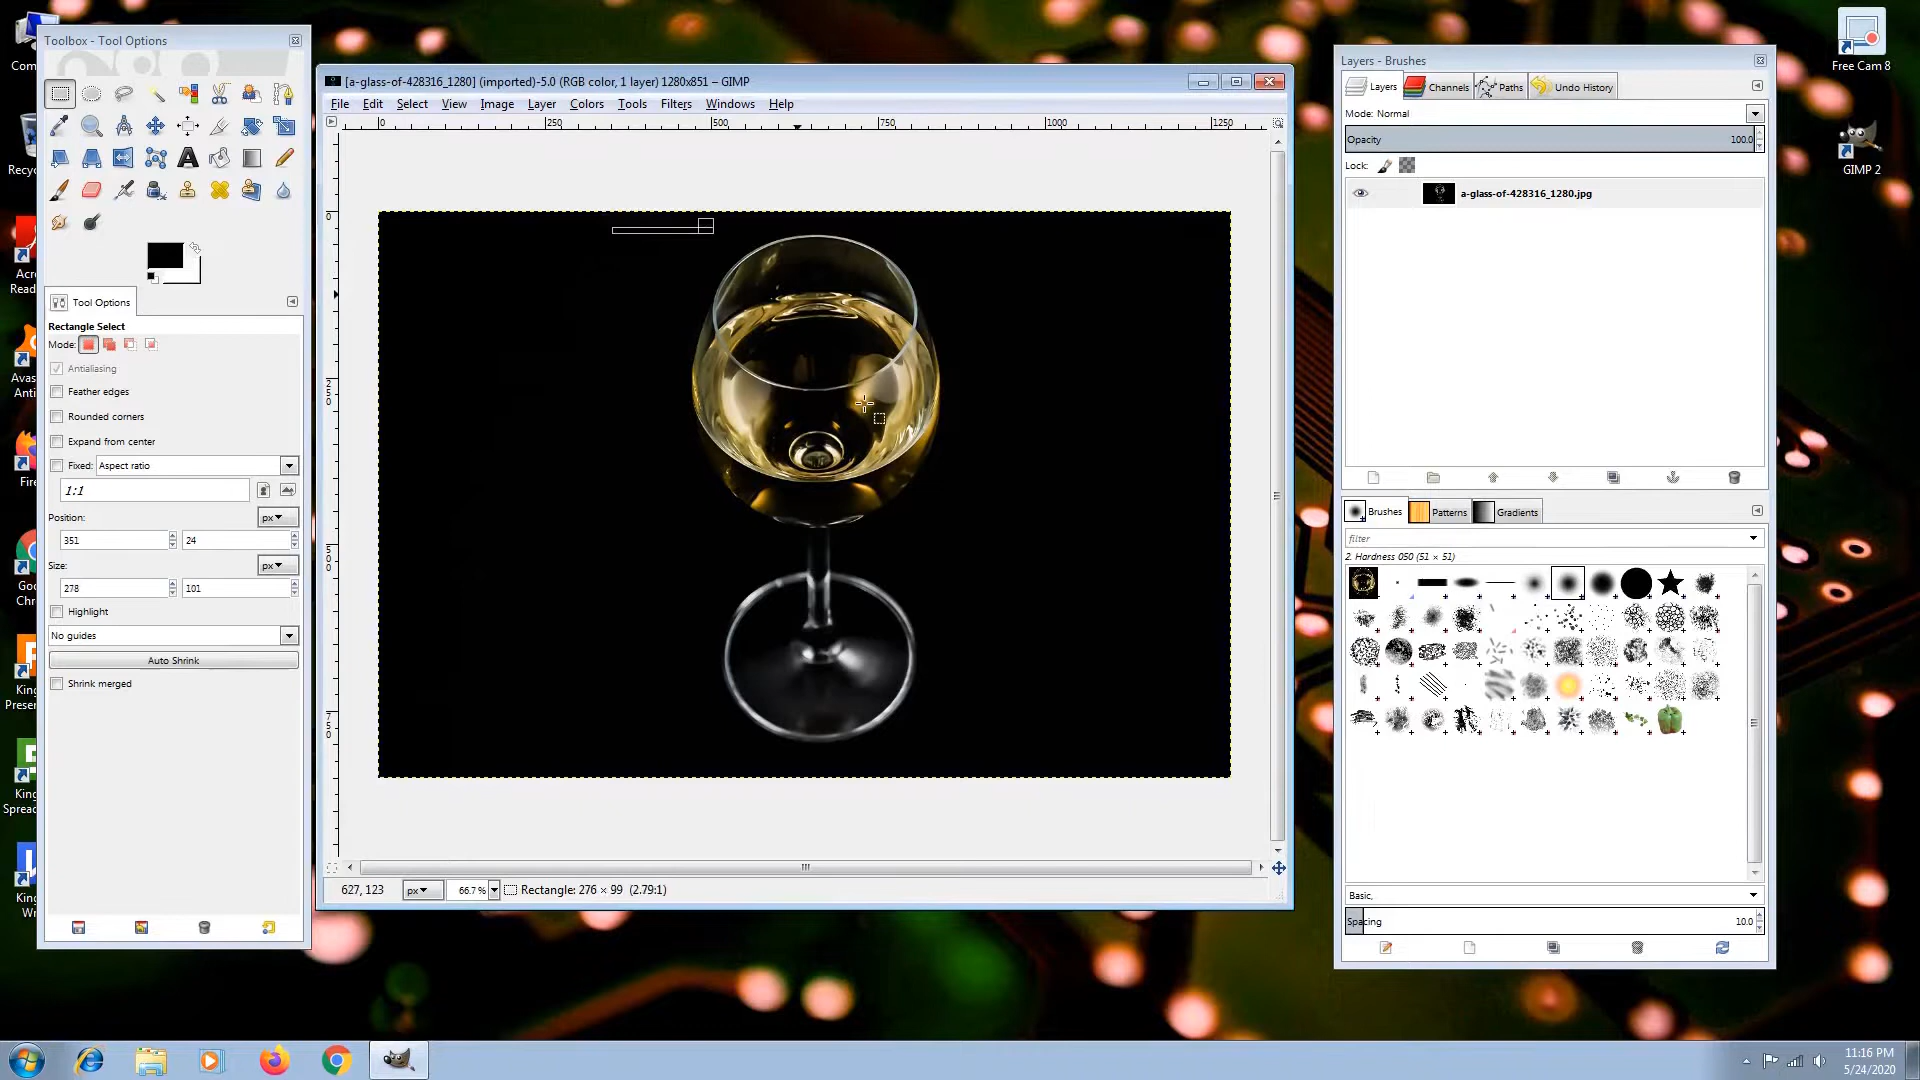 Toolbox - Tool Options
Tool Options
Rectangle Select
Mode:
Antialiasing
Feather edges
Rounded corners
Expand from center
Fixed: Aspect ratio
1:1
Position:
px
351
24
Size:
px
278
101
Highlight
No guides
Auto Shrink
Shrink merged
[a-glass-of-428316_1280] (imported)-5.0 (RGB color, 1 layer) 1280x851 – GIMP
File Edit Select View Image Layer Colors Tools Filters Windows Help
0 250 500 750 1000 1250
0
250
500
750
627, 123
px
66.7 %
Rectangle: 276 × 99 (2.79:1)
Layers - Brushes
Layers Channels Paths Undo History
Mode: Normal
Opacity 100.0
Lock:
a-glass-of-428316_1280.jpg
Brushes Patterns Gradients
filter
2. Hardness 050 (51 × 51)
Basic,
Spacing 10.0
Free Cam 8
GIMP 2
11:16 PM
5/24/2020